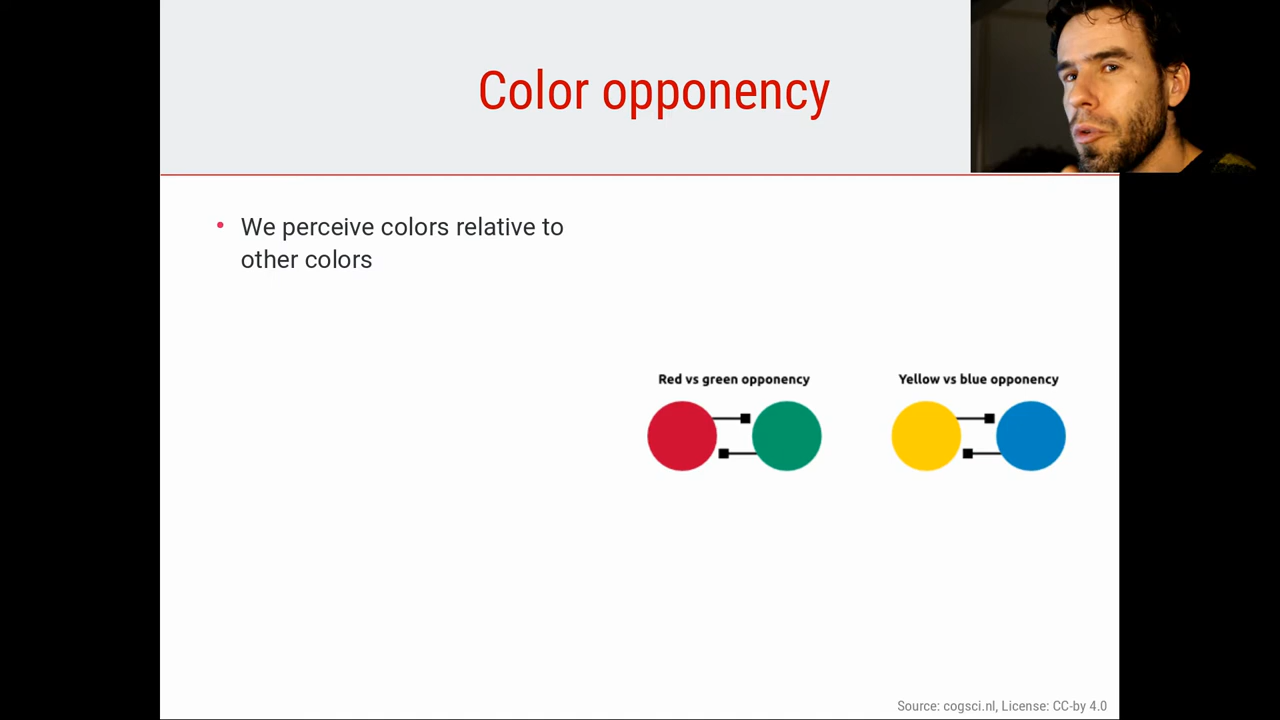 Color opponency
• We perceive colors relative to
other colors
Red vs green opponency
Yellow vs blue opponency
Source: cogsci.nl, License: CC-by 4.0